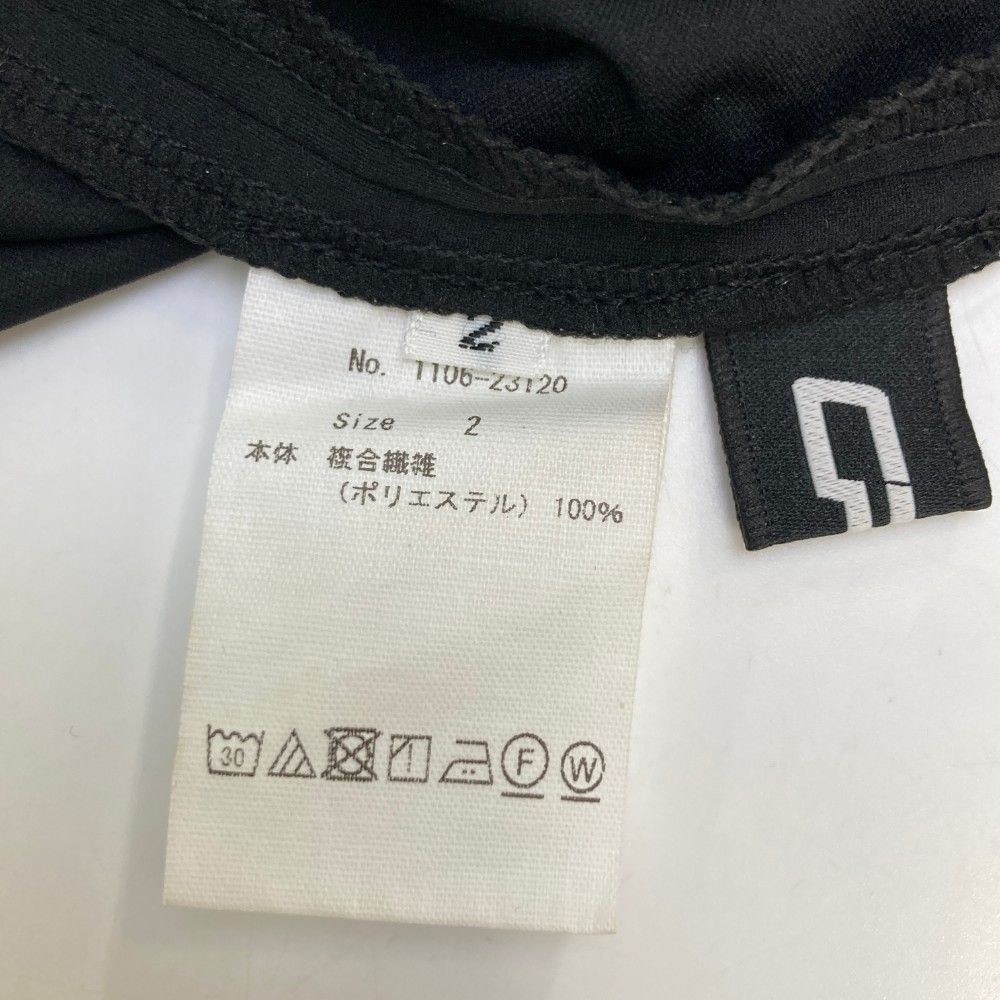 2
No. 1106-23120
Size 2
本体 複合繊維
(ポリエステル) 100%
30
F
W